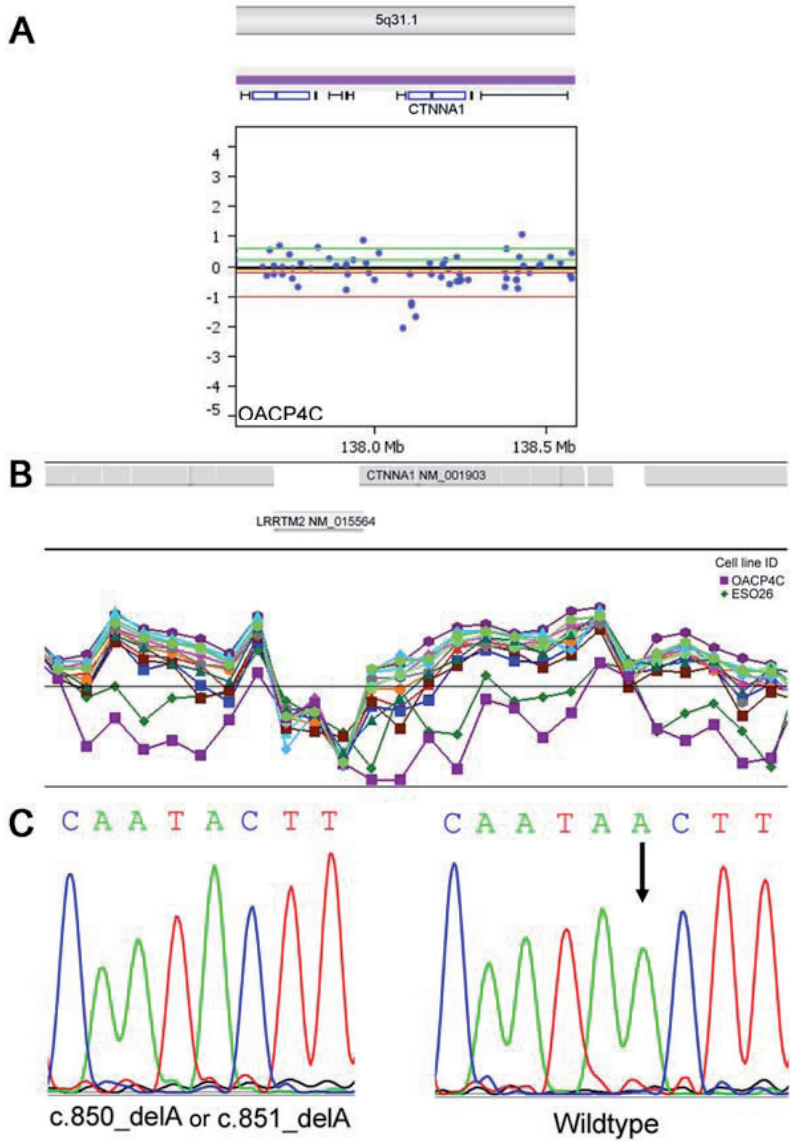 A
5q31.1
CTNNA1
4
3
2
1
0
-1
-2
-3
-4
-5
OACP4C
138.0 Mb
138.5 Mb
B
CTNNA1 NM_001903
LRRTM2 NM_015564
Cell line ID
OACP4C
ESO26
C
C A A T A C T T
C A A T A A C T T
c.850_delA or c.851_delA
Wildtype